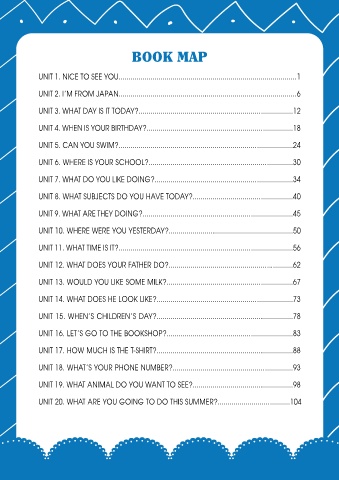 BOOK MAP
UNIT 1. NICE TO SEE YOU....................................................................................1
UNIT 2. I'M FROM JAPAN....................................................................................6
UNIT 3. WHAT DAY IS IT TODAY?.........................................................................12
UNIT 4. WHEN IS YOUR BIRTHDAY?.....................................................................18
UNIT 5. CAN YOU SWIM?...................................................................................24
UNIT 6. WHERE IS YOUR SCHOOL?....................................................................30
UNIT 7. WHAT DO YOU LIKE DOING?..................................................................34
UNIT 8. WHAT SUBJECTS DO YOU HAVE TODAY?...............................................40
UNIT 9. WHAT ARE THEY DOING?.......................................................................45
UNIT 10. WHERE WERE YOU YESTERDAY?...........................................................50
UNIT 11. WHAT TIME IS IT?..................................................................................56
UNIT 12. WHAT DOES YOUR FATHER DO?...........................................................62
UNIT 13. WOULD YOU LIKE SOME MILK?............................................................67
UNIT 14. WHAT DOES HE LOOK LIKE?.................................................................73
UNIT 15. WHEN'S CHILDREN'S DAY?.................................................................78
UNIT 16. LET'S GO TO THE BOOKSHOP?............................................................83
UNIT 17. HOW MUCH IS THE T-SHIRT?.................................................................88
UNIT 18. WHAT'S YOUR PHONE NUMBER?.........................................................93
UNIT 19. WHAT ANIMAL DO YOU WANT TO SEE?................................................98
UNIT 20. WHAT ARE YOU GOING TO DO THIS SUMMER?...................................104